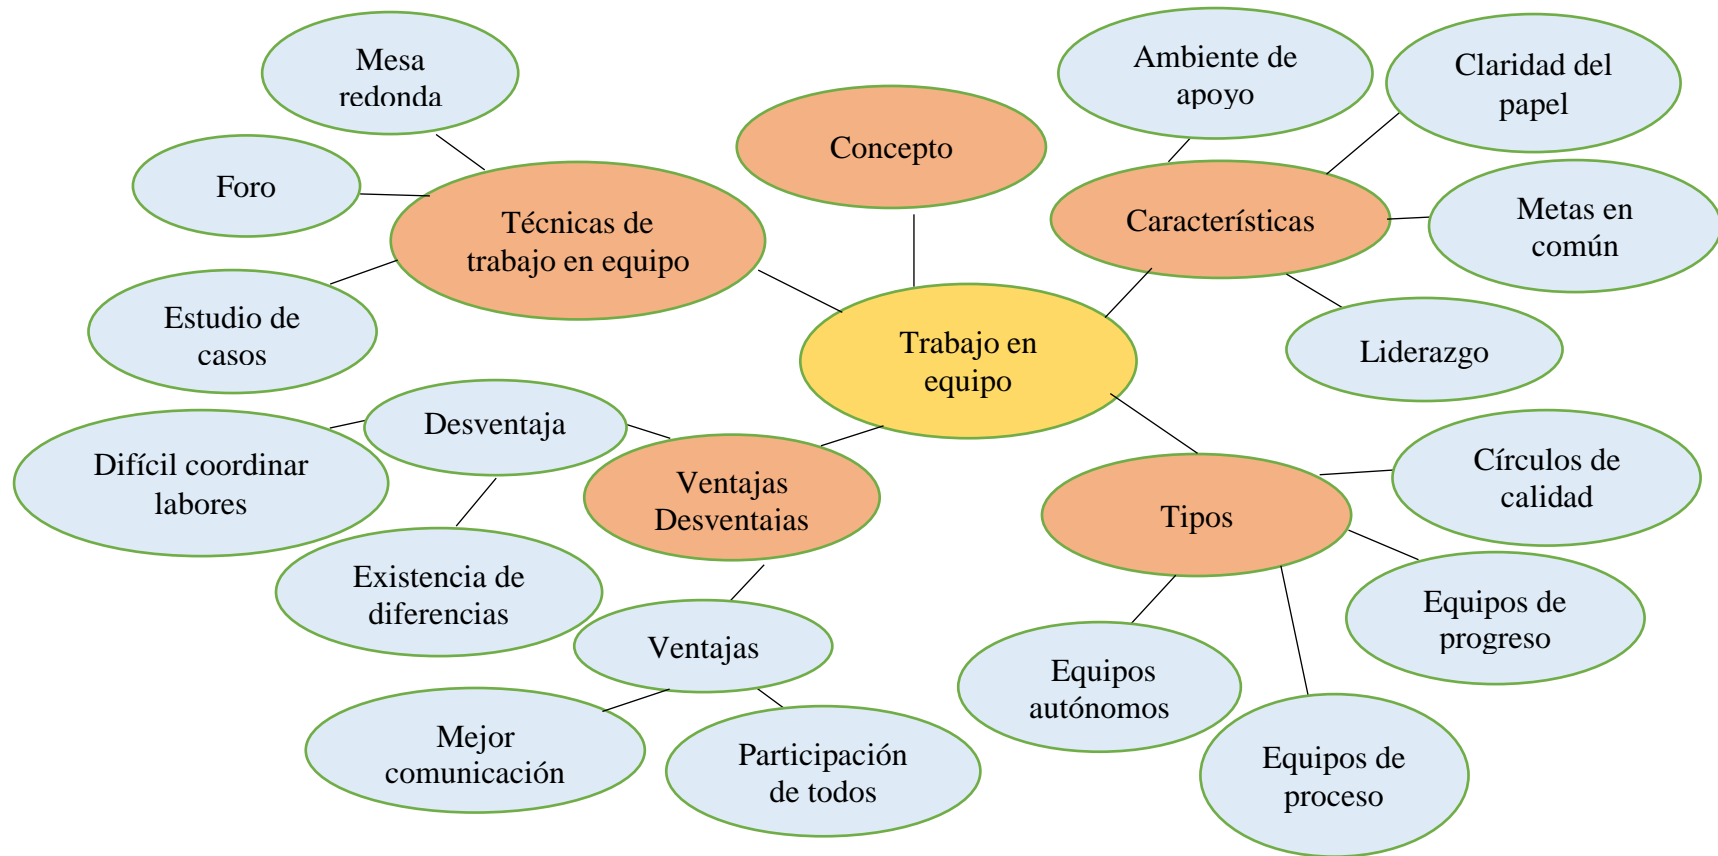 Mesa
redonda
Foro
Estudio de
casos
Técnicas de
trabajo en equipo
Concepto
Ambiente de
apoyo
Claridad del
papel
Características
Metas en
común
Liderazgo
Trabajo en
equipo
Desventaja
Difícil coordinar
labores
Existencia de
diferencias
Ventajas
Desventajas
Ventajas
Mejor
comunicación
Participación
de todos
Tipos
Círculos de
calidad
Equipos de
progreso
Equipos
autónomos
Equipos de
proceso